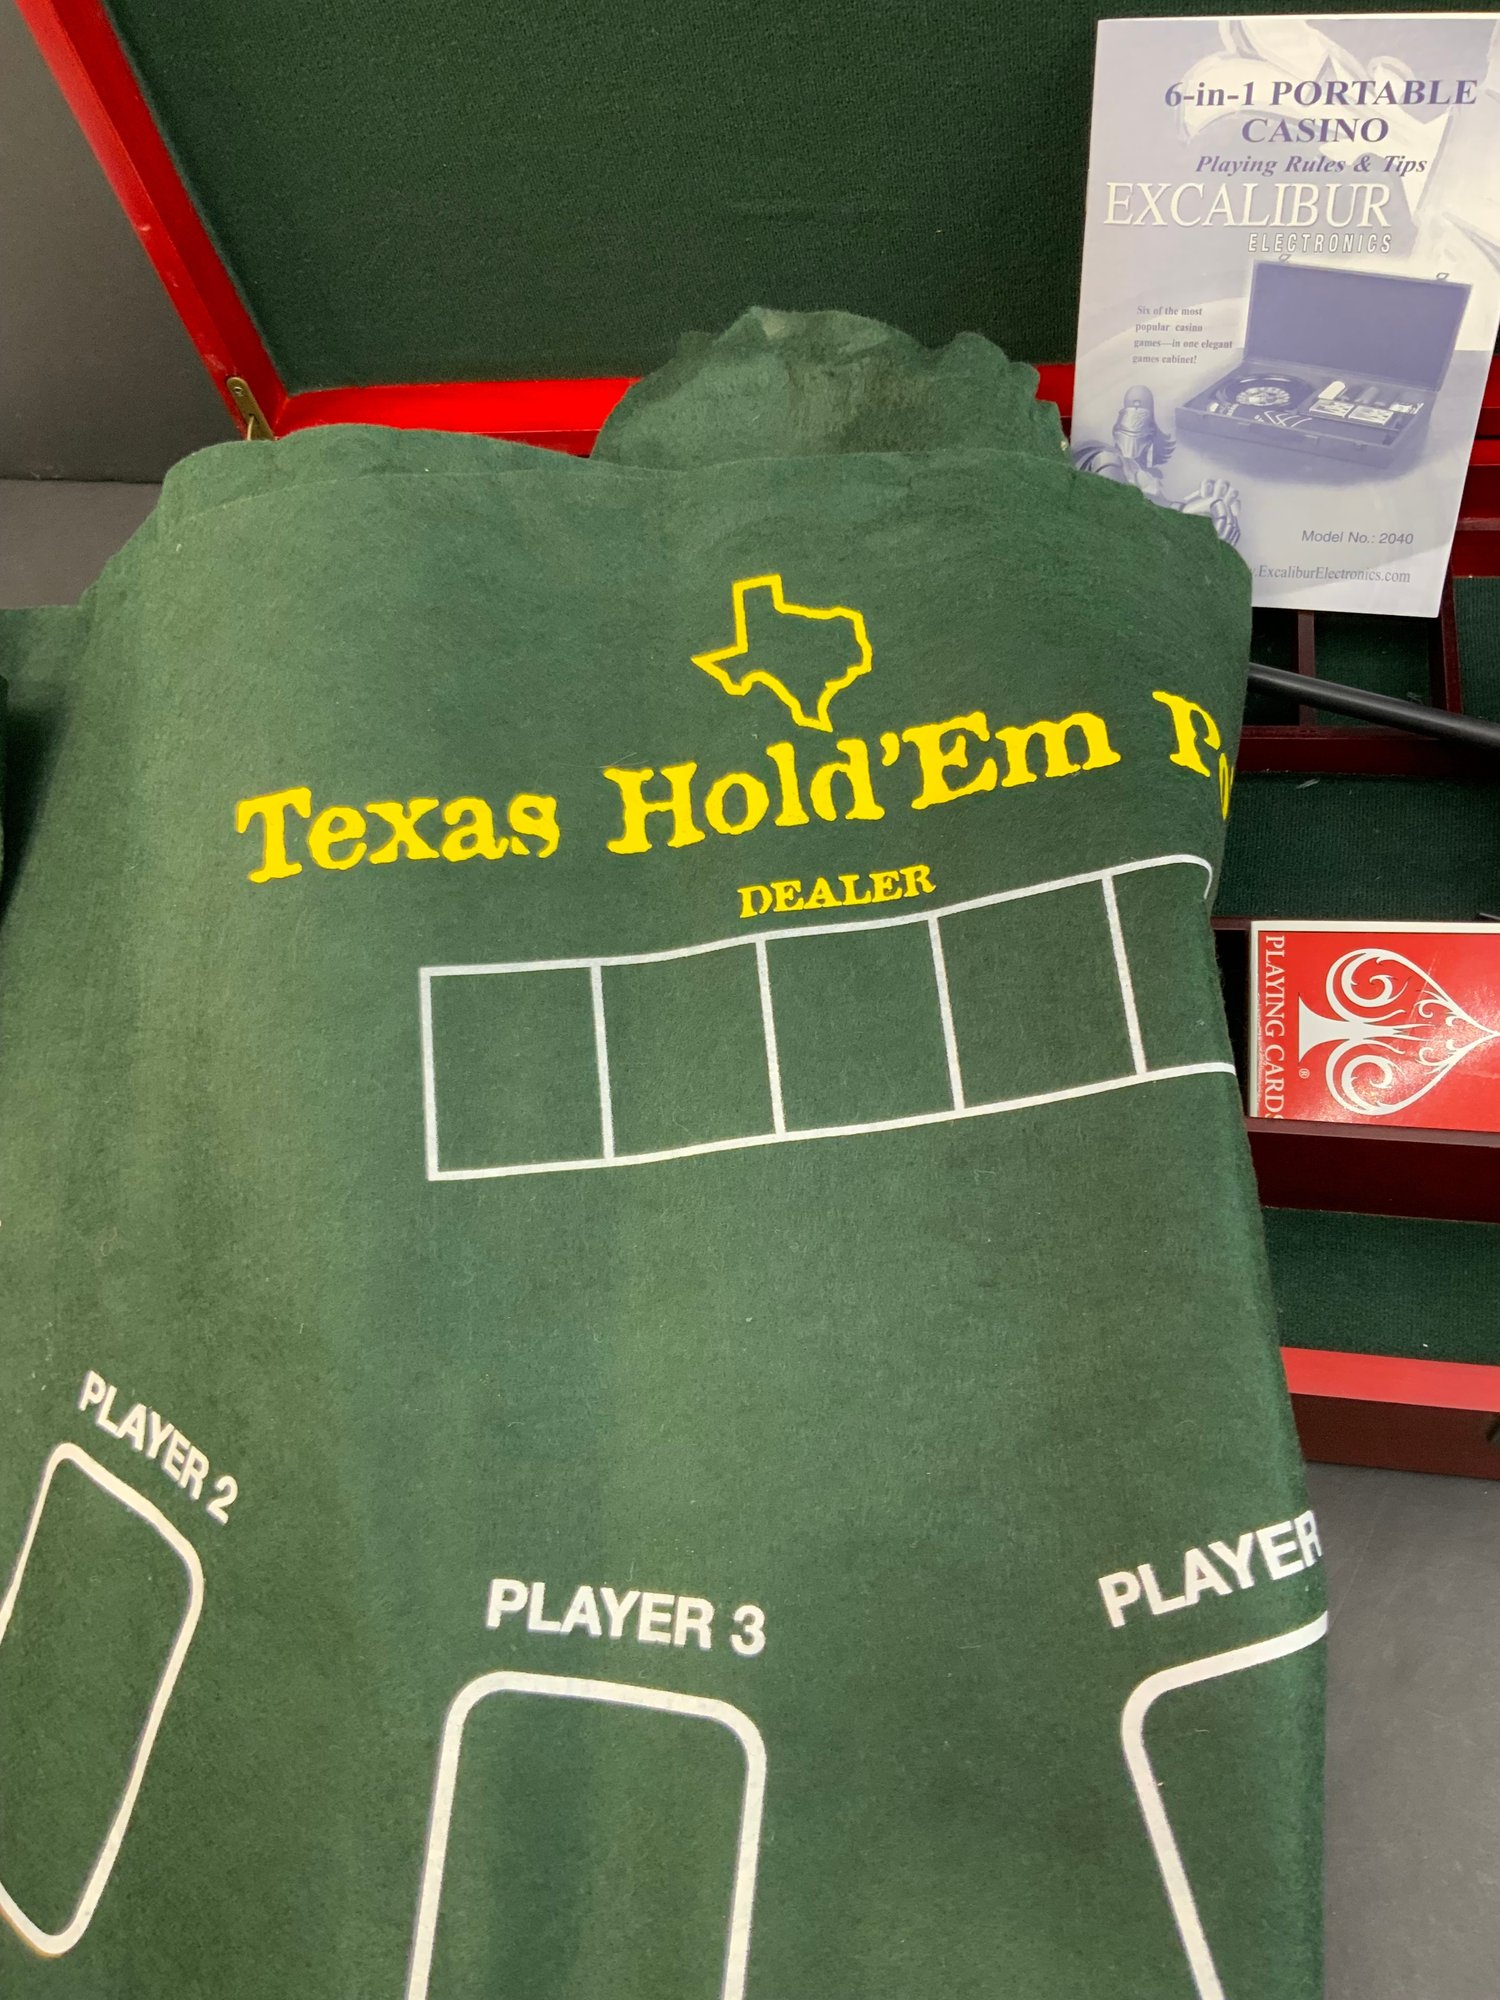 6-in-1 PORTABLE
CASINO
Playing Rules & Tips
EXCALIBUR
ELECTRONICS
Six of the most
popular casino
games—in one elegant
games cabinet!
Model No.: 2040
ExcaliburElectronics.com
Texas Hold'Em Po
DEALER
PLAYING CARDS
®
PLAYER 2
PLAYER 3
PLAYER